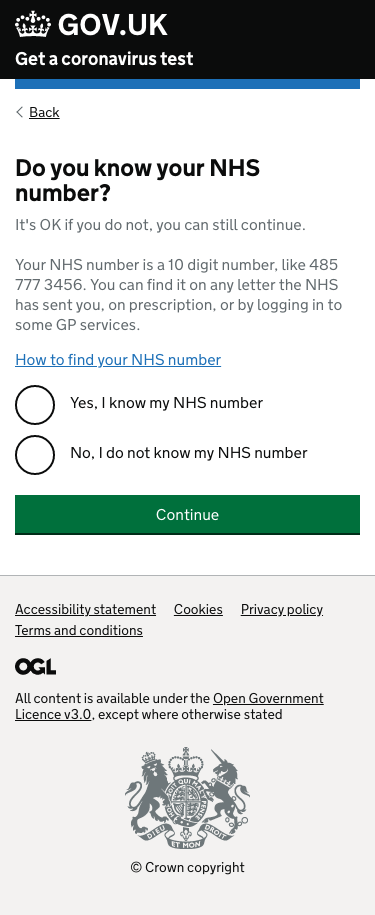 GOV.UK
Get a coronavirus test
Back
Do you know your NHS
number?
It's OK if you do not, you can still continue.
Your NHS number is a 10 digit number, like 485
777 3456. You can find it on any letter the NHS
has sent you, on prescription, or by logging in to
some GP services.
How to find your NHS number
Yes, I know my NHS number
No, I do not know my NHS number
Continue
Accessibility statement Cookies Privacy policy
Terms and conditions
OGL
All content is available under the Open Government
Licence v3.0, except where otherwise stated
DIEU ET MON DROIT
© Crown copyright